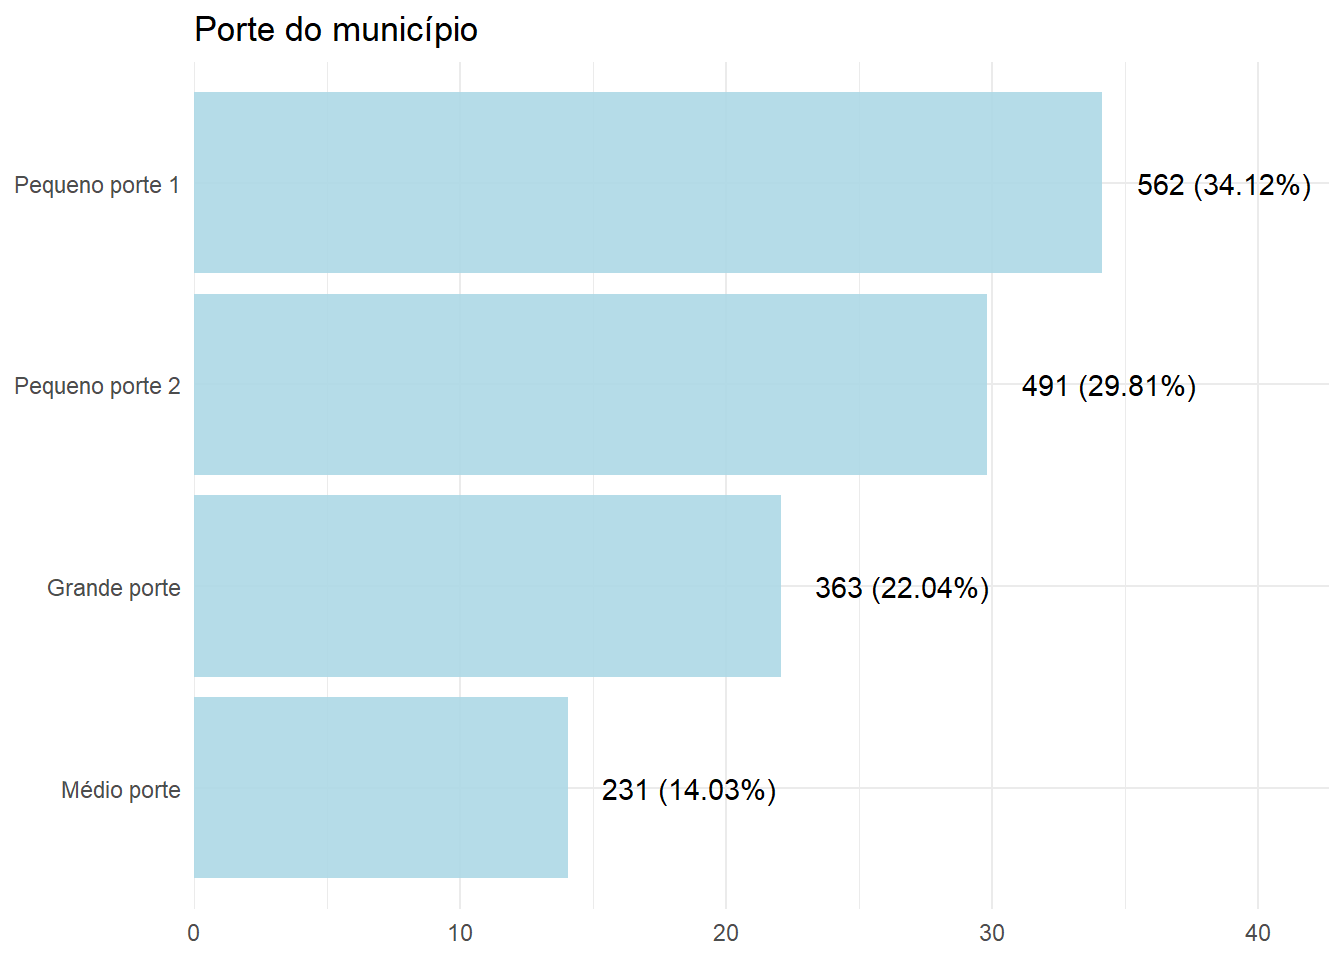 Porte do município
Pequeno porte 1
562 (34.12%)
Pequeno porte 2
491 (29.81%)
Grande porte
363 (22.04%)
Médio porte
231 (14.03%)
0 10 20 30 40